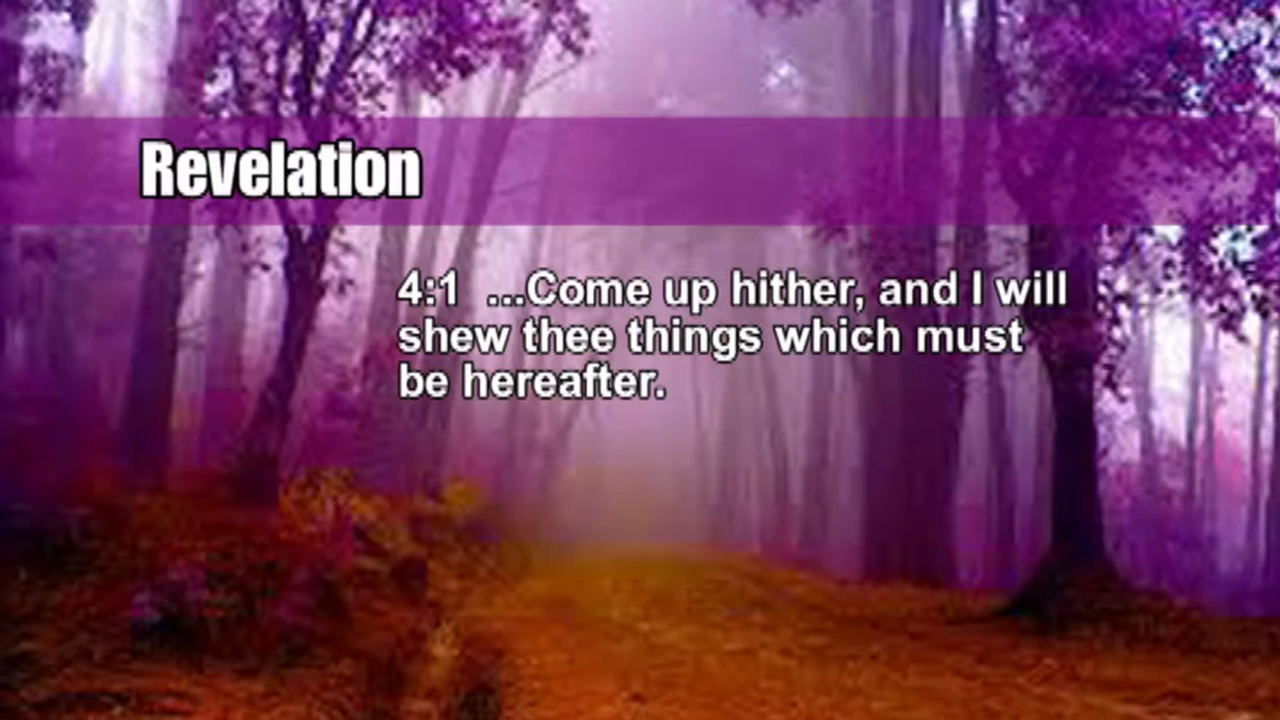 Revelation
4:1 ...Come up hither, and I will
shew thee things which must
be hereafter.